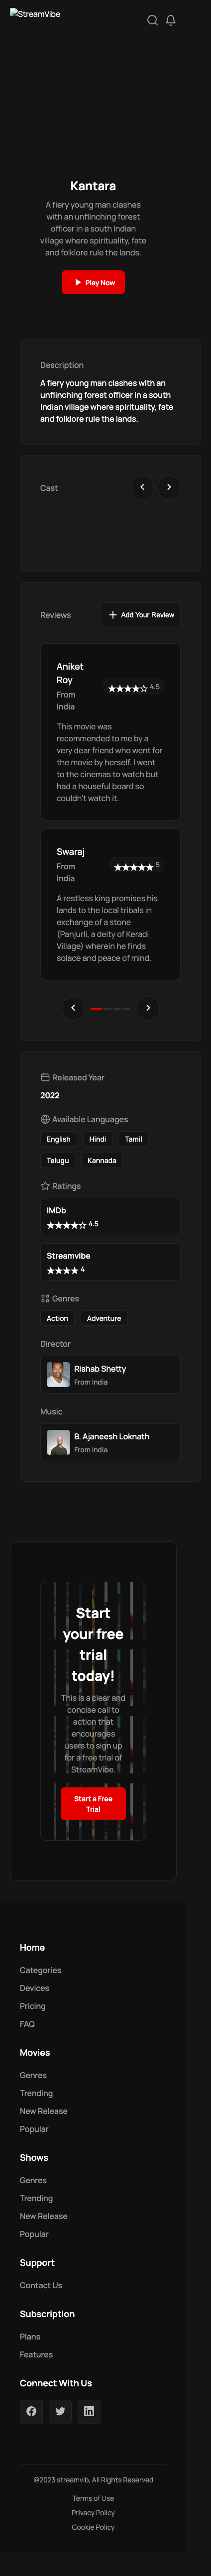 StreamVibe
Kantara
A fiery young man clashes
with an unflinching forest
officer in a south Indian
village where spirituality, fate
and folklore rule the lands.
Play Now
Description
A fiery young man clashes with an
unflinching forest officer in a south
Indian village where spirituality, fate
and folklore rule the lands.
Cast
Reviews
Add Your Review
Aniket
Roy
4.5
From
India
This movie was
recommended to me by a
very dear friend who went for
the movie by herself. I went
to the cinemas to watch but
had a houseful board so
couldn't watch it.
Swaraj
5
From
India
A restless king promises his
lands to the local tribals in
exchange of a stone
(Panjurli, a deity of Keradi
Village) wherein he finds
solace and peace of mind.
Released Year
2022
Available Languages
English Hindi Tamil
Telugu Kannada
Ratings
IMDb
4.5
Streamvibe
4
Genres
Action Adventure
Director
Rishab Shetty
From India
Music
B. Ajaneesh Loknath
From India
Start
your free
trial
today!
This is a clear and
concise call to
action that
encourages
users to sign up
for a free trial of
StreamVibe.
Start a Free
Trial
Home
Categories
Devices
Pricing
FAQ
Movies
Genres
Trending
New Release
Popular
Shows
Genres
Trending
New Release
Popular
Support
Contact Us
Subscription
Plans
Features
Connect With Us
@2023 streamvib, All Rights Reserved
Terms of Use
Privacy Policy
Cookie Policy